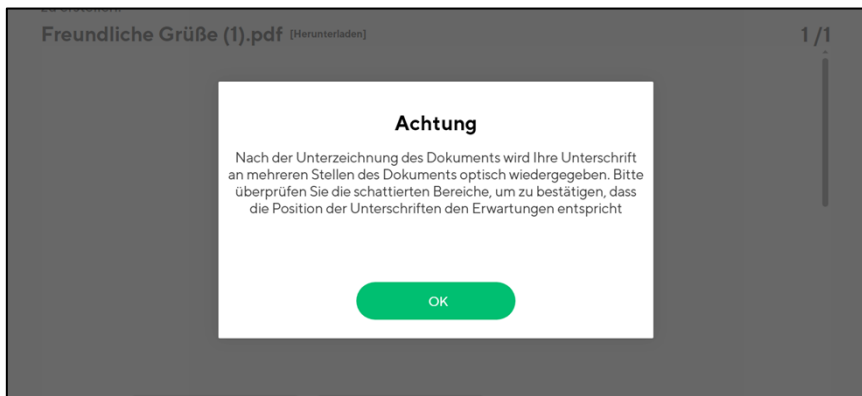 zu erstellen.
Freundliche Grüße (1).pdf [Herunterladen]
1 /1
Achtung
Nach der Unterzeichnung des Dokuments wird Ihre Unterschrift
an mehreren Stellen des Dokuments optisch wiedergegeben. Bitte
überprüfen Sie die schattierten Bereiche, um zu bestätigen, dass
die Position der Unterschriften den Erwartungen entspricht
OK